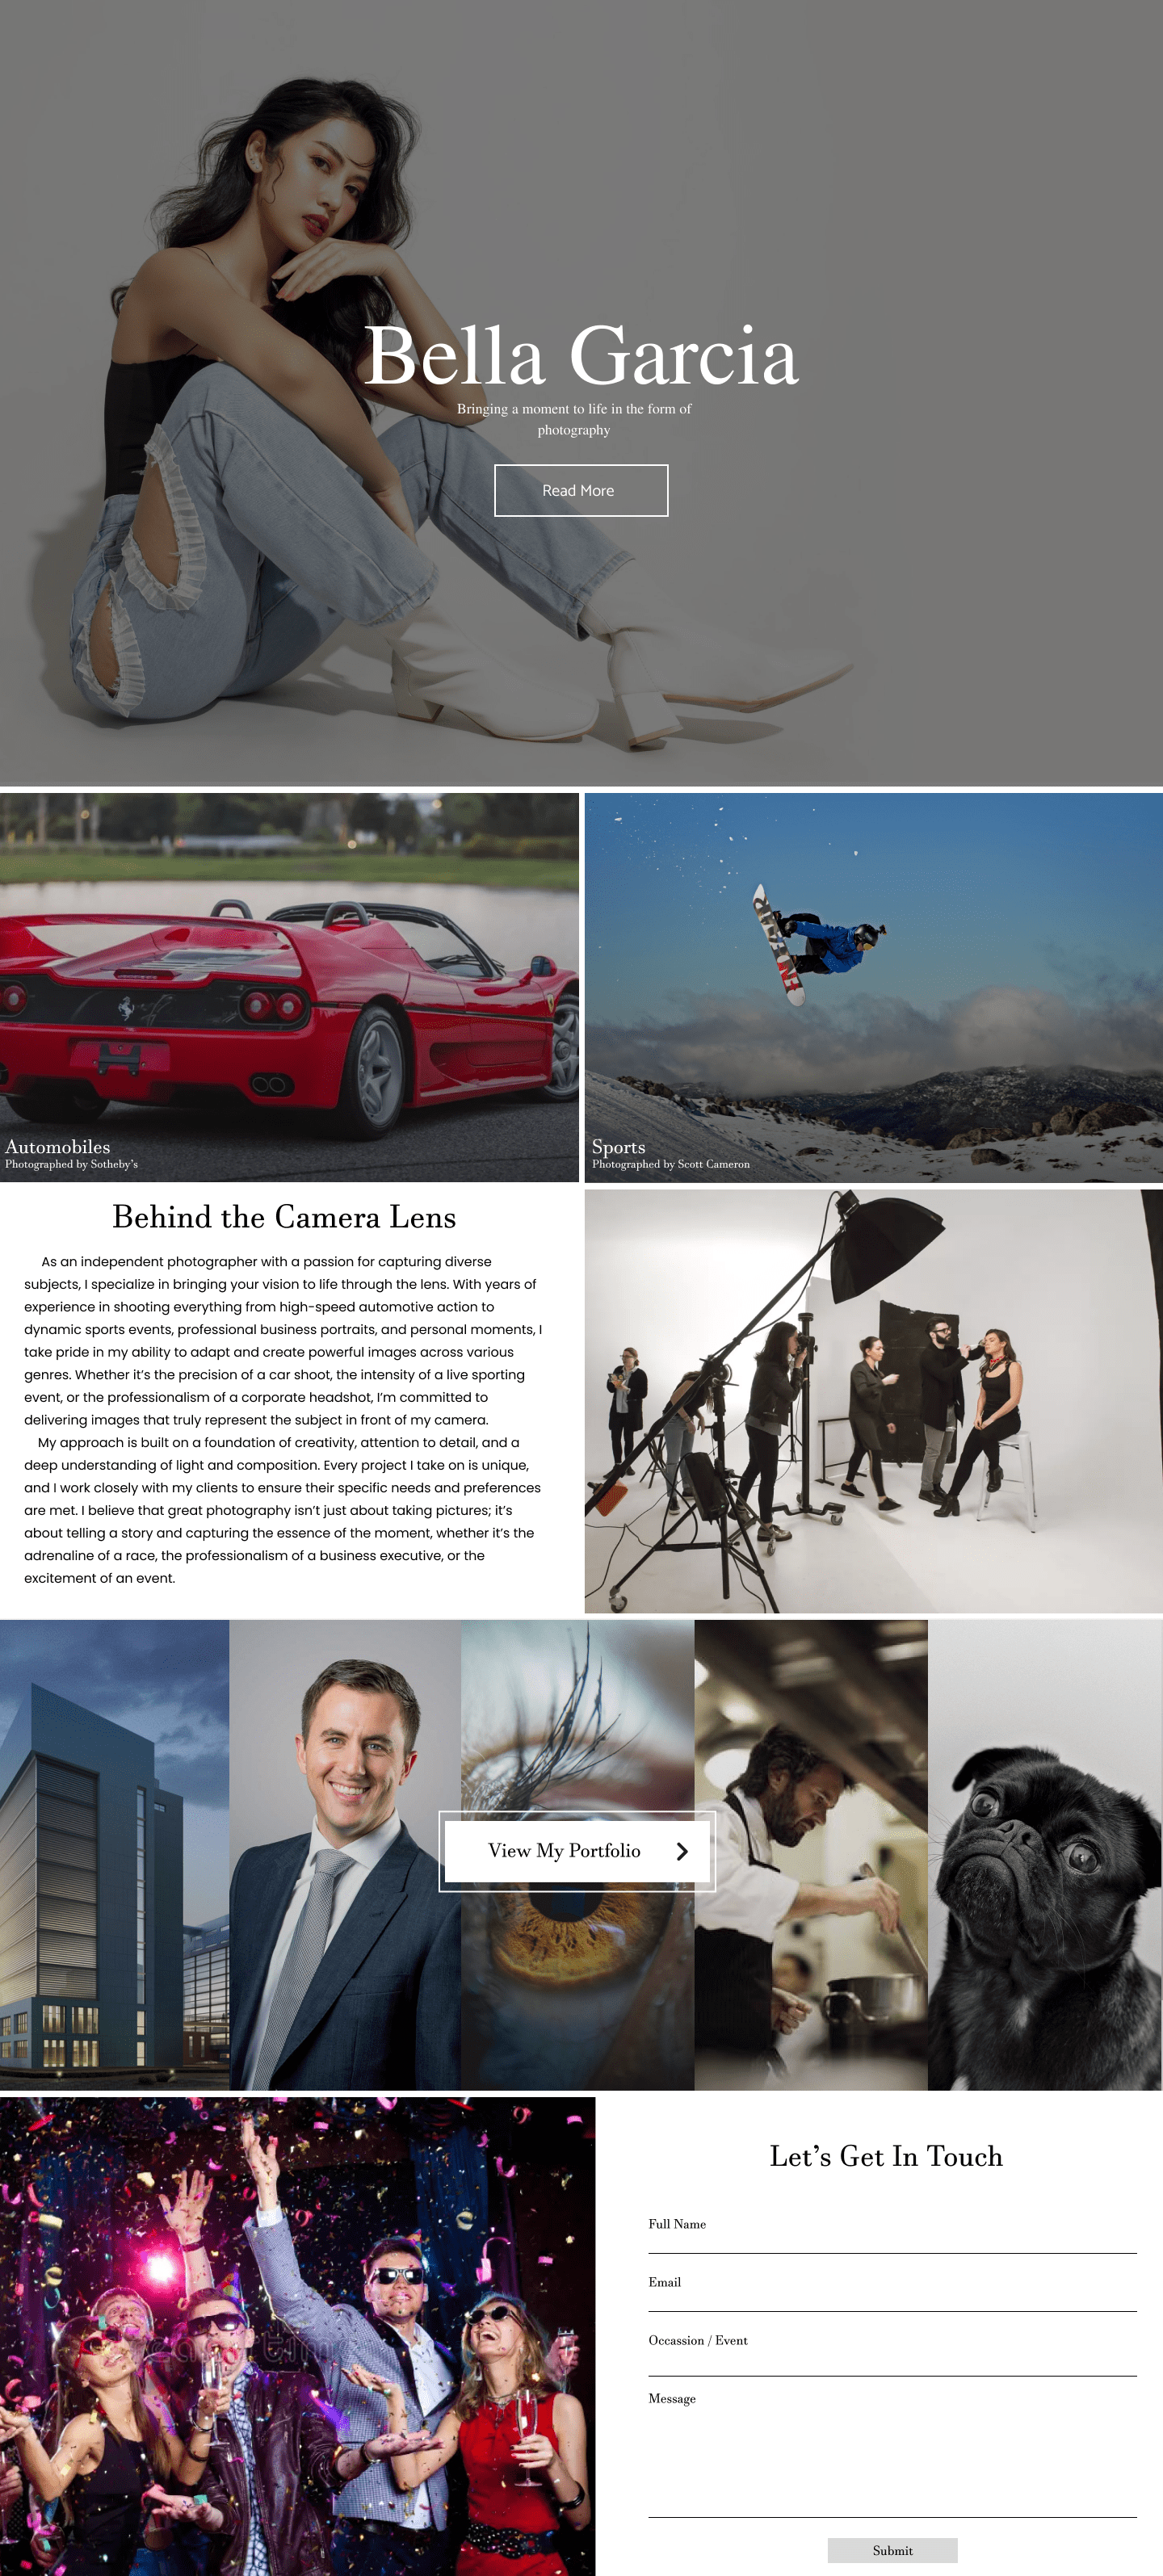 Bella Garcia
Bringing a moment to life in the form of
photography
Read More
Automobiles
Photographed by Sotheby's
Sports
Photographed by Scott Cameron
Behind the Camera Lens
As an independent photographer with a passion for capturing diverse
subjects, I specialize in bringing your vision to life through the lens. With years of
experience in shooting everything from high-speed automotive action to
dynamic sports events, professional business portraits, and personal moments, I
take pride in my ability to adapt and create powerful images across various
genres. Whether it's the precision of a car shoot, the intensity of a live sporting
event, or the professionalism of a corporate headshot, I'm committed to
delivering images that truly represent the subject in front of my camera.
My approach is built on a foundation of creativity, attention to detail, and a
deep understanding of light and composition. Every project I take on is unique,
and I work closely with my clients to ensure their specific needs and preferences
are met. I believe that great photography isn't just about taking pictures; it's
about telling a story and capturing the essence of the moment, whether it's the
adrenaline of a race, the professionalism of a business executive, or the
excitement of an event.
View My Portfolio
Let's Get In Touch
Full Name
Email
Occassion / Event
Message
Submit